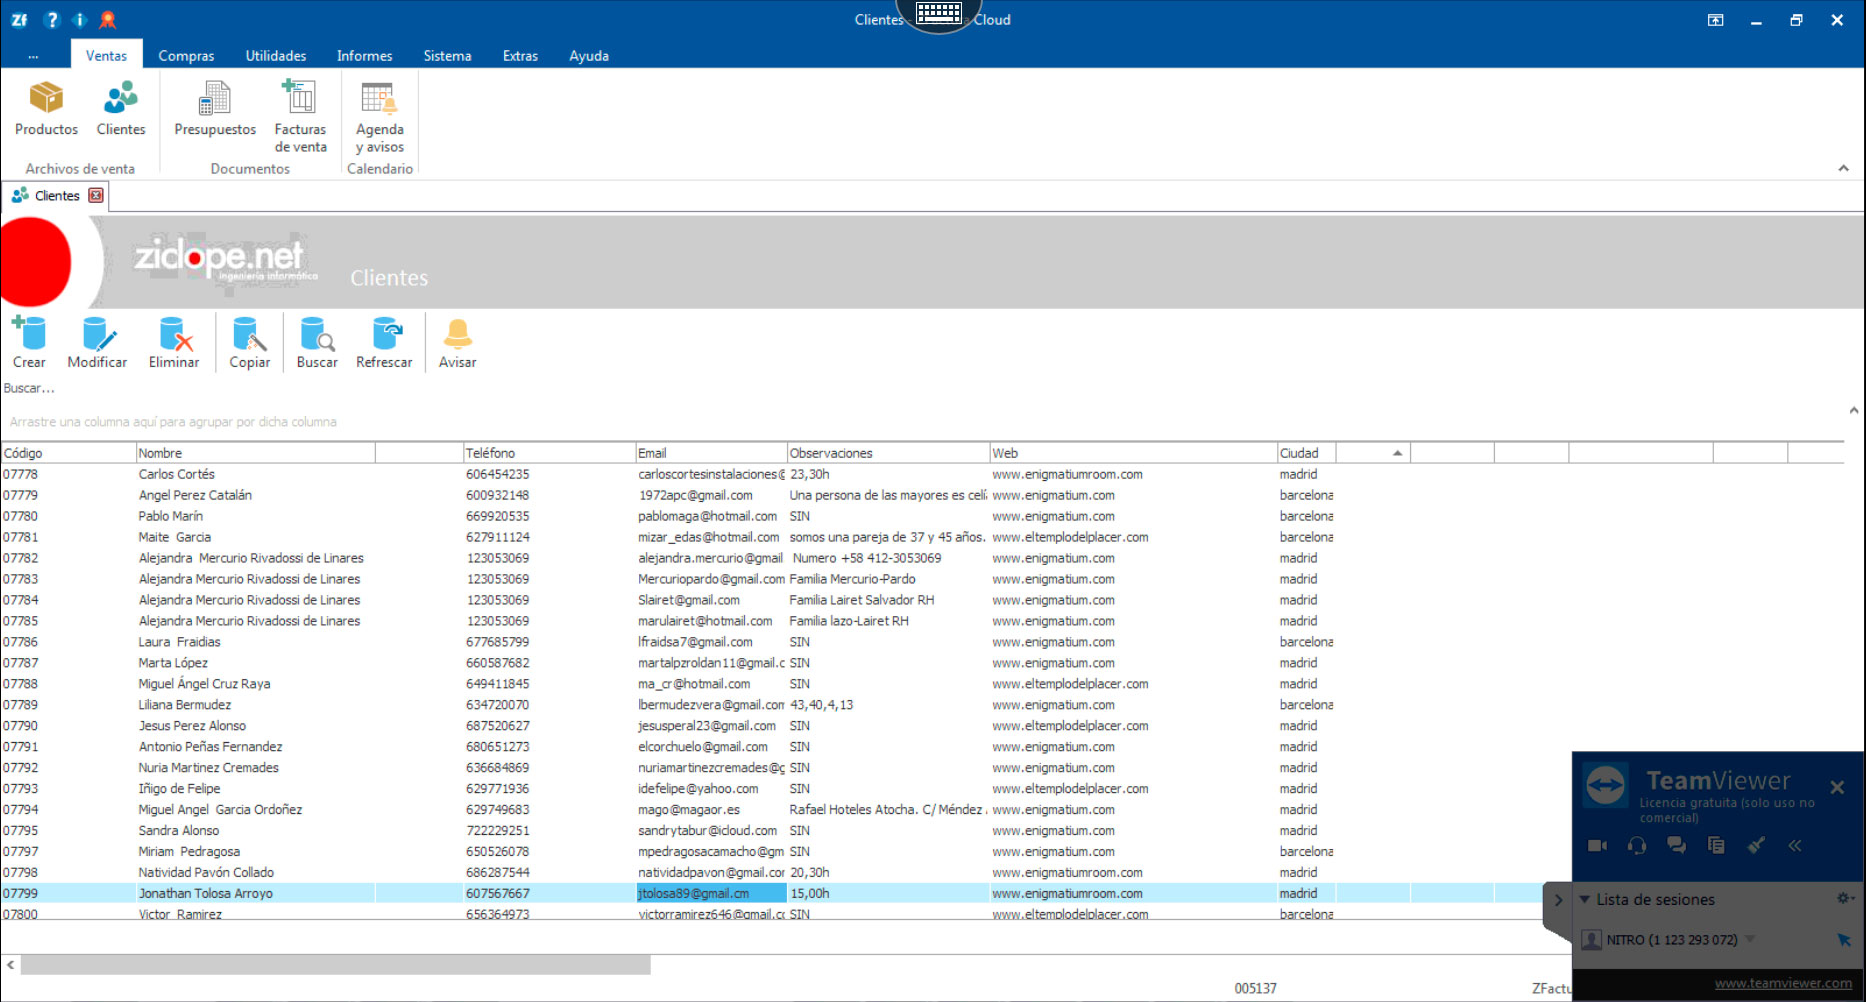 Zf ? i
Clientes - Cloud
... Ventas Compras Utilidades Informes Sistema Extras Ayuda
Productos Clientes Presupuestos Facturas de venta Agenda y avisos
Archivos de venta Documentos Calendario
Clientes
ziclope.net
ingeniería informática
Clientes
Crear Modificar Eliminar Copiar Buscar Refrescar Avisar
Buscar...
Arrastre una columna aquí para agrupar por dicha columna
Código Nombre Teléfono Email Observaciones Web Ciudad
07778 Carlos Cortés 606454235 carloscortesinstalaciones@ 23,30h www.enigmatiumroom.com madrid
07779 Angel Perez Catalán 600932148 1972apc@gmail.com Una persona de las mayores es celí www.enigmatium.com barcelona
07780 Pablo Marín 669920535 pablomaga@hotmail.com SIN www.enigmatium.com barcelona
07781 Maite Garcia 627911124 mizar_edas@hotmail.com somos una pareja de 37 y 45 años. www.eltemplodelplacer.com barcelona
07782 Alejandra Mercurio Rivadossi de Linares 123053069 alejandra.mercurio@gmail Numero +58 412-3053069 www.enigmatium.com madrid
07783 Alejandra Mercurio Rivadossi de Linares 123053069 Mercuriopardo@gmail.com Familia Mercurio-Pardo www.enigmatium.com madrid
07784 Alejandra Mercurio Rivadossi de Linares 123053069 Slairet@gmail.com Familia Lairet Salvador RH www.enigmatium.com madrid
07785 Alejandra Mercurio Rivadossi de Linares 123053069 marulairet@hotmail.com Familia lazo-Lairet RH www.enigmatium.com madrid
07786 Laura Fraidias 677685799 lfraidsa7@gmail.com SIN www.enigmatium.com barcelona
07787 Marta López 660587682 martalpzroldan11@gmail.c SIN www.enigmatium.com madrid
07788 Miguel Ángel Cruz Raya 649411845 ma_cr@hotmail.com SIN www.eltemplodelplacer.com madrid
07789 Liliana Bermudez 634720070 lbermudezvera@gmail.com 43,40,4,13 www.enigmatium.com barcelona
07790 Jesus Perez Alonso 687520627 jesusperal23@gmail.com SIN www.eltemplodelplacer.com madrid
07791 Antonio Peñas Fernandez 680651273 elcorchuelo@gmail.com SIN www.enigmatium.com madrid
07792 Nuria Martinez Cremades 636684869 nuriamartinezcremades@g SIN www.enigmatium.com madrid
07793 Iñigo de Felipe 629771936 idefelipe@yahoo.com SIN www.eltemplodelplacer.com madrid
07794 Miguel Angel Garcia Ordoñez 629749683 mago@magaor.es Rafael Hoteles Atocha. C/ Méndez www.enigmatium.com madrid
07795 Sandra Alonso 722229251 sandrytabur@icloud.com SIN www.enigmatium.com madrid
07797 Miriam Pedragosa 650526078 mpedragosacamacho@gm SIN www.enigmatium.com barcelona
07798 Natividad Pavón Collado 686287544 natividadpavon@gmail.con 20,30h www.enigmatiumroom.com madrid
07799 Jonathan Tolosa Arroyo 607567667 jtolosa89@gmail.cm 15,00h www.enigmatiumroom.com madrid
07800 Victor Ramirez 656364973 victorramirez646@gmail.cc SIN www.eltemplodelplacer.com barcelona
005137 ZFactu
TeamViewer
Licencia gratuita (solo uso no
comercial)
Lista de sesiones
NITRO (1 123 293 072)
www.teamviewer.com